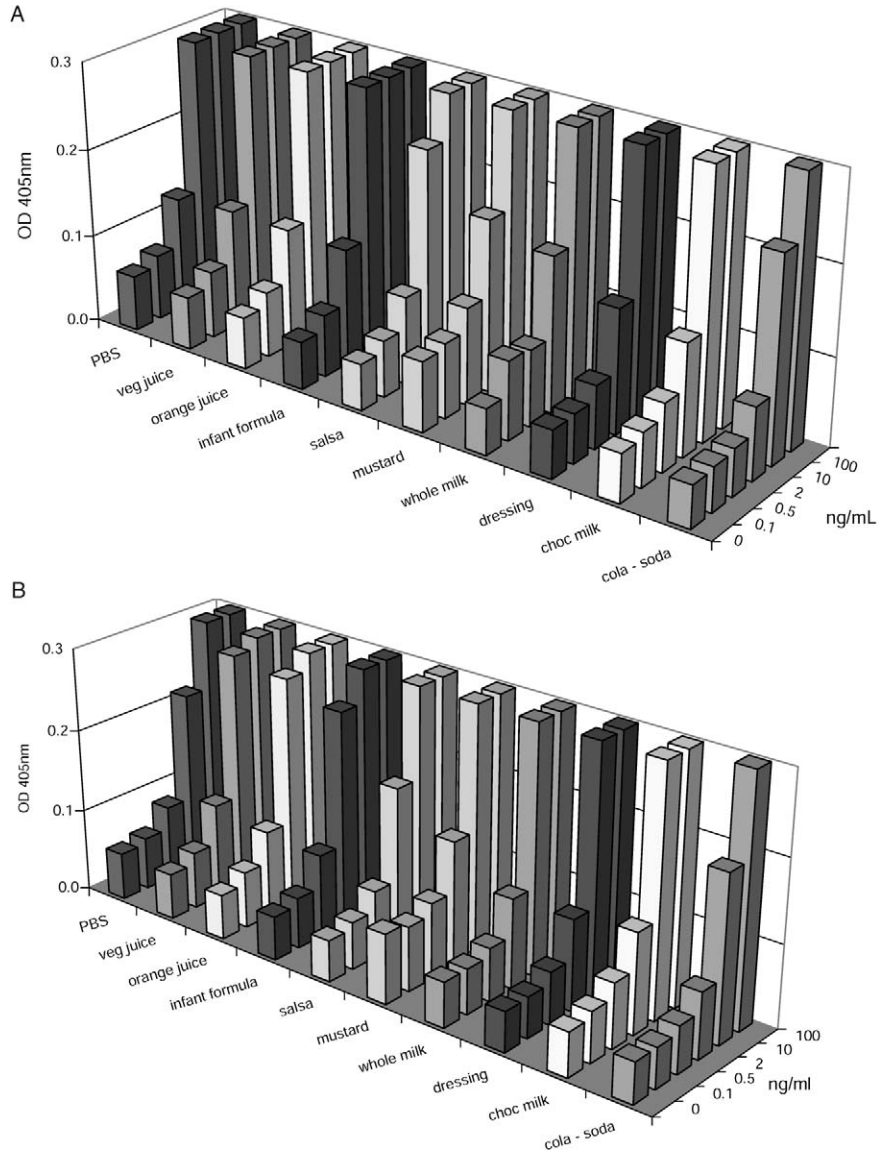 A
0.3
0.2
0.1
0.0
OD 405nm
PBS
veg juice
orange juice
infant formula
salsa
mustard
whole milk
dressing
choc milk
cola - soda
0
0.1
0.5
2
10
100
ng/mL
B
0.3
0.2
0.1
0.0
OD 405nm
PBS
veg juice
orange juice
infant formula
salsa
mustard
whole milk
dressing
choc milk
cola - soda
0
0.1
0.5
2
10
100
ng/ml